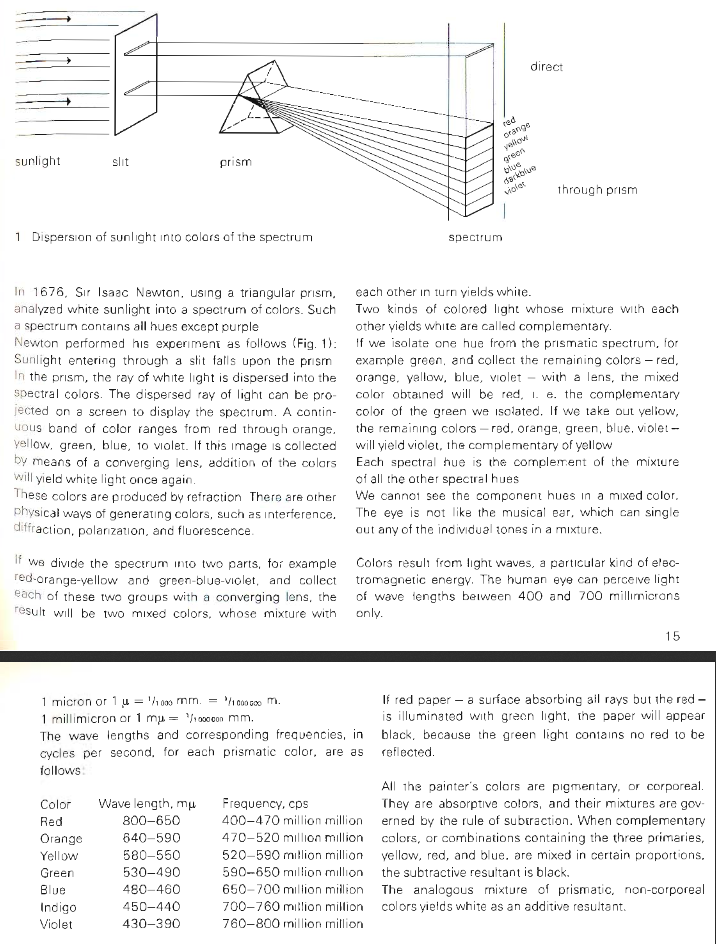 direct
red
orange
yellow
green
blue
darkblue
violet
sunlight
slit
prism
through prism
1 Dispersion of sunlight into colors of the spectrum
spectrum
In 1676, Sir Isaac Newton, using a triangular prism,
analyzed white sunlight into a spectrum of colors. Such
a spectrum contains all hues except purple
Newton performed his experiment as follows (Fig. 1):
Sunlight entering through a slit falls upon the prism
In the prism, the ray of white light is dispersed into the
spectral colors. The dispersed ray of light can be pro-
jected on a screen to display the spectrum. A contin-
uous band of color ranges from red through orange,
yellow, green, blue, to violet. If this image is collected
by means of a converging lens, addition of the colors
will yield white light once again.
These colors are produced by refraction There are other
physical ways of generating colors, such as interference,
diffraction, polarization, and fluorescence.
If we divide the spectrum into two parts, for example
red-orange-yellow and green-blue-violet, and collect
each of these two groups with a converging lens, the
result will be two mixed colors, whose mixture with
each other in turn yields white.
Two kinds of colored light whose mixture with each
other yields white are called complementary.
If we isolate one hue from the prismatic spectrum, for
example green, and collect the remaining colors – red,
orange, yellow, blue, violet – with a lens, the mixed
color obtained will be red, i. e. the complementary
color of the green we isolated. If we take out yellow,
the remaining colors – red, orange, green, blue, violet –
will yield violet, the complementary of yellow
Each spectral hue is the complement of the mixture
of all the other spectral hues
We cannot see the component hues in a mixed color.
The eye is not like the musical ear, which can single
out any of the individual tones in a mixture.
Colors result from light waves, a particular kind of elec-
tromagnetic energy. The human eye can perceive light
of wave lengths between 400 and 700 millimicrons
only.
15
1 micron or 1 μ = 1/1000 mm. = 1/1000000 m.
1 millimicron or 1 mμ = 1/1000000 mm.
The wave lengths and corresponding frequencies, in
cycles per second, for each prismatic color, are as
follows:
Color Wave length, mμ Frequency, cps
Red 800–650 400–470 million million
Orange 640–590 470–520 million million
Yellow 580–550 520–590 million million
Green 530–490 590–650 million million
Blue 480–460 650–700 million million
Indigo 450–440 700–760 million million
Violet 430–390 760–800 million million
If red paper – a surface absorbing all rays but the red –
is illuminated with green light, the paper will appear
black, because the green light contains no red to be
reflected.
All the painter's colors are pigmentary, or corporeal.
They are absorptive colors, and their mixtures are gov-
erned by the rule of subtraction. When complementary
colors, or combinations containing the three primaries,
yellow, red, and blue, are mixed in certain proportions,
the subtractive resultant is black.
The analogous mixture of prismatic, non-corporeal
colors yields white as an additive resultant.